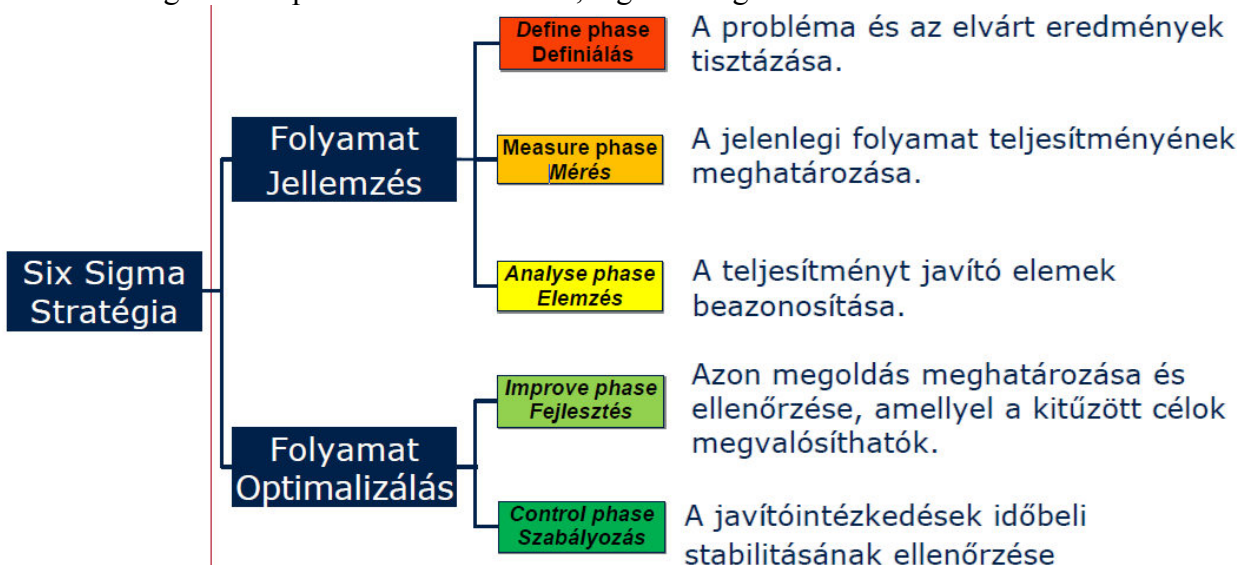 Define phase
Definiálás
A probléma és az elvárt eredmények
tisztázása.
Folyamat
Jellemzés
Measure phase
Mérés
A jelenlegi folyamat teljesítményének
meghatározása.
Six Sigma
Stratégia
Analyse phase
Elemzés
A teljesítményt javító elemek
beazonosítása.
Improve phase
Fejlesztés
Azon megoldás meghatározása és
ellenőrzése, amellyel a kitűzött célok
megvalósíthatók.
Folyamat
Optimalizálás
Control phase
Szabályozás
A javítóintézkedések időbeli
stabilitásának ellenőrzése